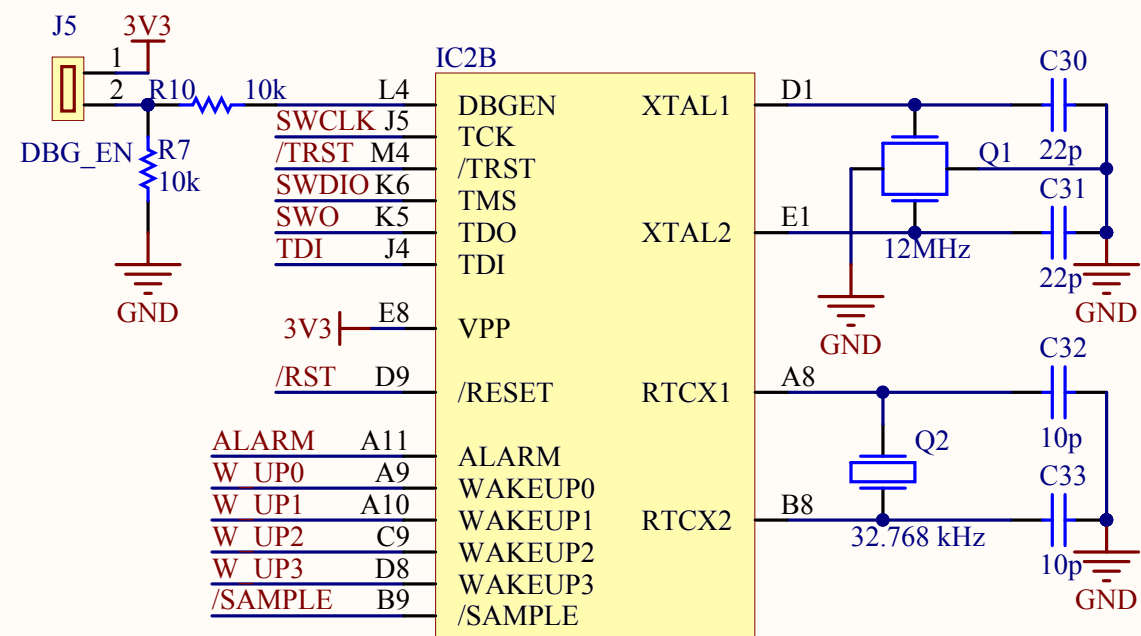 J5 3V3
1
2
R10 10k
DBG_EN R7
10k
GND
IC2B
L4 DBGEN
SWCLK J5 TCK
/TRST M4 /TRST
SWDIO K6 TMS
SWO K5 TDO
TDI J4 TDI
3V3 E8 VPP
/RST D9 /RESET
ALARM A11 ALARM
W_UP0 A9 WAKEUP0
W_UP1 A10 WAKEUP1
W_UP2 C9 WAKEUP2
W_UP3 D8 WAKEUP3
/SAMPLE B9 /SAMPLE
XTAL1 D1
C30
22p
Q1
C31
XTAL2 E1
12MHz
22p
GND
GND
C32
RTCX1 A8
10p
Q2
C33
RTCX2 B8
32.768 kHz
10p
GND